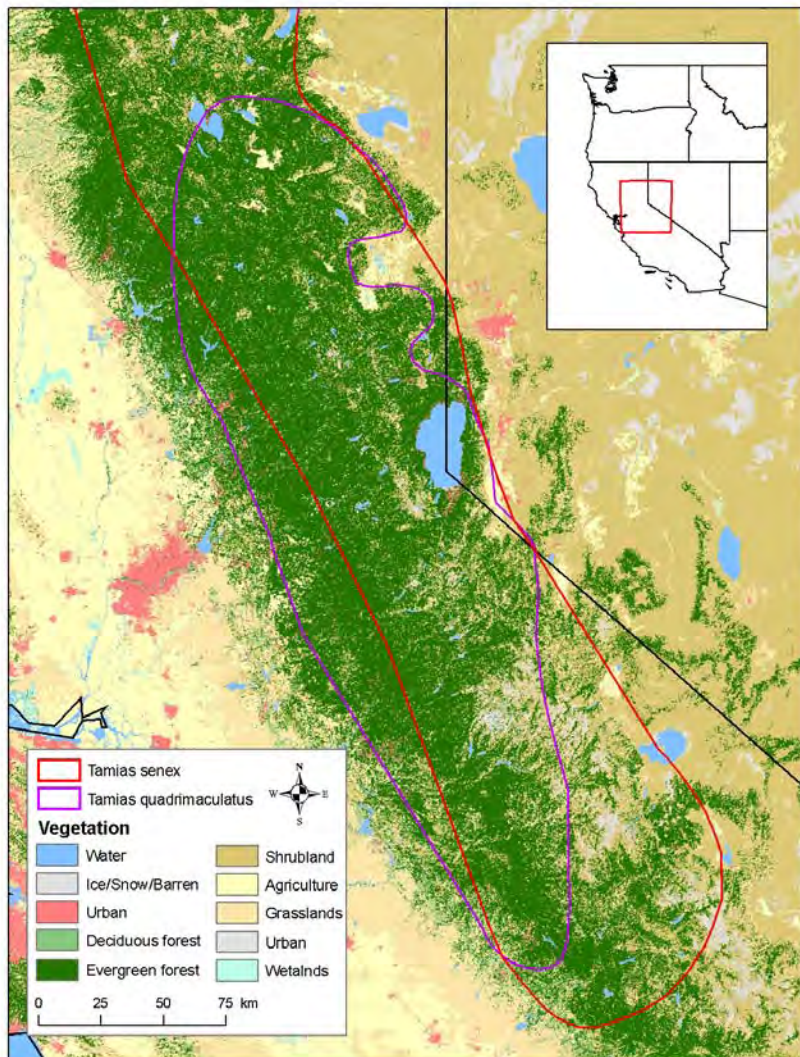 Tamias senex
Tamias quadrimaculatus
N
W E
S
Vegetation
Water
Ice/Snow/Barren
Urban
Deciduous forest
Evergreen forest
Shrubland
Agriculture
Grasslands
Urban
Wetalnds
0 25 50 75 km